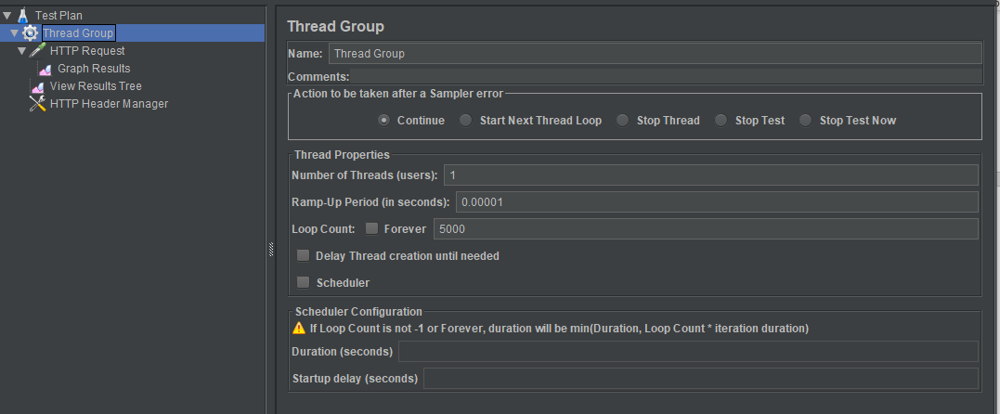 Test Plan
Thread Group
HTTP Request
Graph Results
View Results Tree
HTTP Header Manager
Thread Group
Name: Thread Group
Comments:
Action to be taken after a Sampler error
Continue Start Next Thread Loop Stop Thread Stop Test Stop Test Now
Thread Properties
Number of Threads (users): 1
Ramp-Up Period (in seconds): 0.00001
Loop Count: Forever 5000
Delay Thread creation until needed
Scheduler
Scheduler Configuration
If Loop Count is not -1 or Forever, duration will be min(Duration, Loop Count * iteration duration)
Duration (seconds)
Startup delay (seconds)